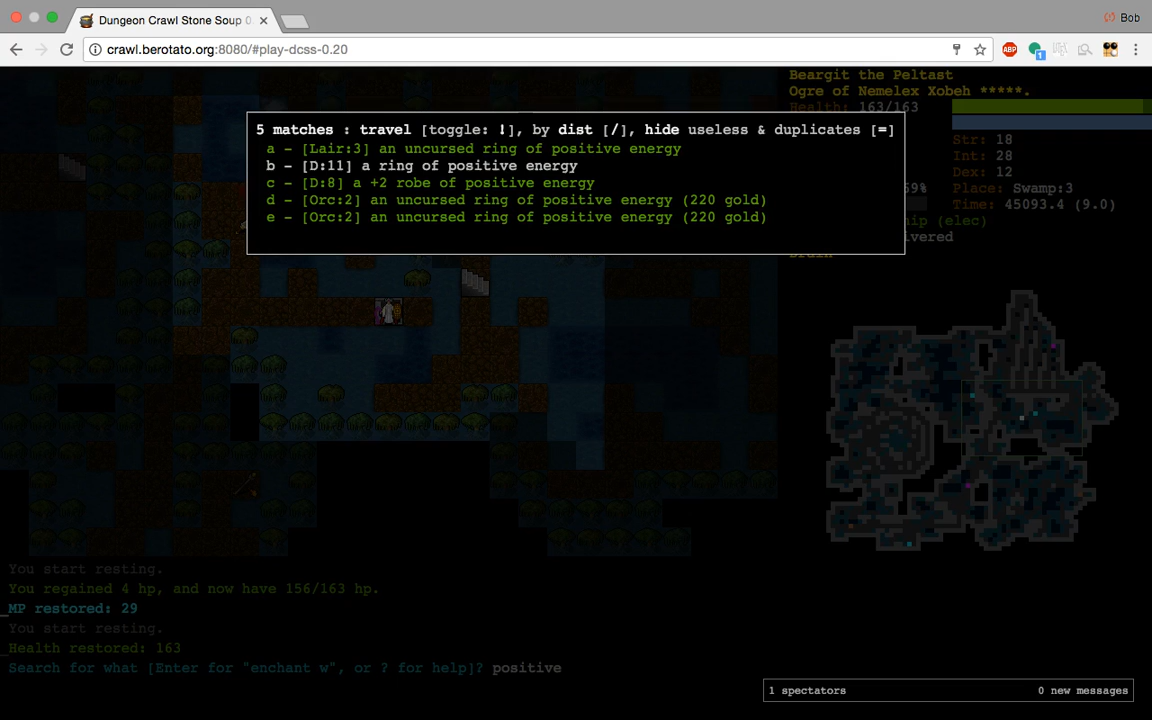 Dungeon Crawl Stone Soup 0.
Bob
crawl.berotato.org:8080/#play-dcss-0.20
ABP
1
Beargit the Peltast
Ogre of Nemelex Xobeh *****.
Health: 163/163
5 matches : travel [toggle: !], by dist [/], hide useless & duplicates [=]
a - [Lair:3] an uncursed ring of positive energy
b - [D:11] a ring of positive energy
c - [D:8] a +2 robe of positive energy
d - [Orc:2] an uncursed ring of positive energy (220 gold)
e - [Orc:2] an uncursed ring of positive energy (220 gold)
Str: 18
Int: 28
Dex: 12
59%
Place: Swamp:3
Time: 45093.4 (9.0)
hip (elec)
vered
You start resting.
You regained 4 hp, and now have 156/163 hp.
_MP restored: 29
You start resting.
_Health restored: 163
Search for what [Enter for "enchant w", or ? for help]? positive
1 spectators
0 new messages